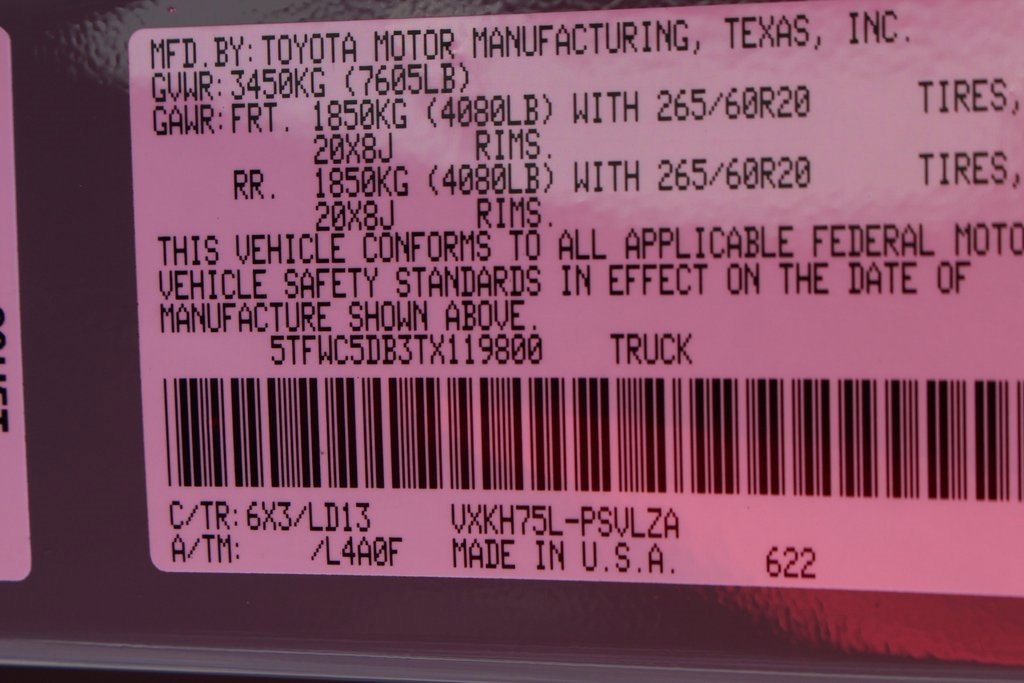 MFD.BY:TOYOTA MOTOR MANUFACTURING, TEXAS, INC.
GVWR:3450KG (7605LB)
GAWR:FRT. 1850KG (4080LB) WITH 265/60R20 TIRES,
20X8J RIMS.
RR. 1850KG (4080LB) WITH 265/60R20 TIRES,
20X8J RIMS.
THIS VEHICLE CONFORMS TO ALL APPLICABLE FEDERAL MOTO
VEHICLE SAFETY STANDARDS IN EFFECT ON THE DATE OF
MANUFACTURE SHOWN ABOVE.
5TFWC5DB3TX119800 TRUCK
C/TR:6X3/LD13 VXKH75L-PSVLZA
A/TM: /L4A0F MADE IN U.S.A. 622